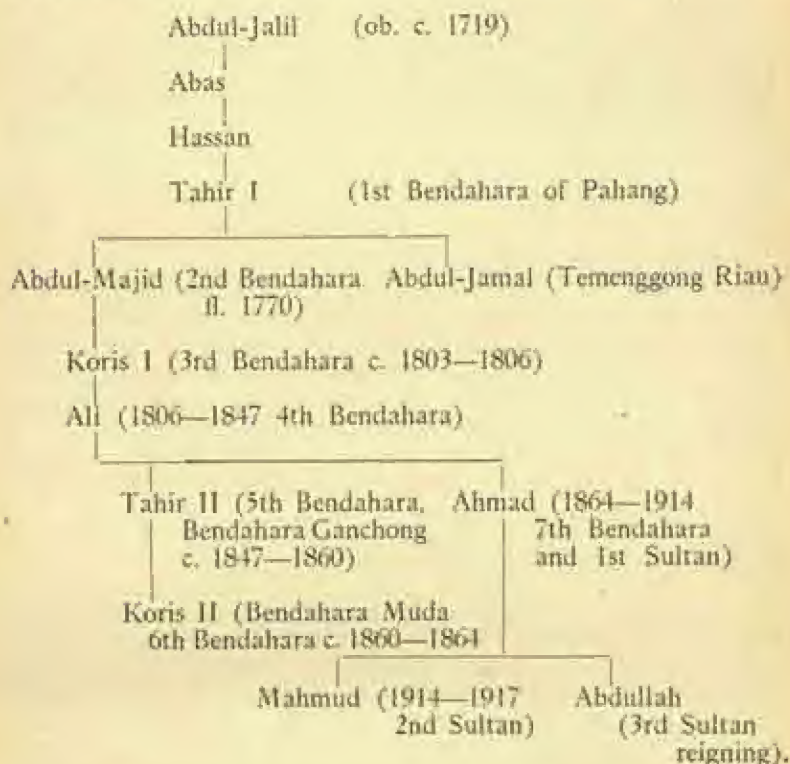 Abdul-Jalil (ob. c. 1719)
Abas
Hassan
Tahir I (1st Bendahara of Pahang)
Abdul-Majid (2nd Bendahara Abdul-Jamal (Temenggong Riau)
fl. 1770)
Koris I (3rd Bendahara c. 1803—1806)
Ali (1806—1847 4th Bendahara)
Tahir II (5th Bendahara, Ahmad (1864—1914
Bendahara Ganchong 7th Bendahara
c. 1847—1860) and 1st Sultan)
Koris II (Bendahara Muda
6th Bendahara c. 1860—1864
Mahmud (1914—1917 Abdullah
2nd Sultan) (3rd Sultan
reigning).